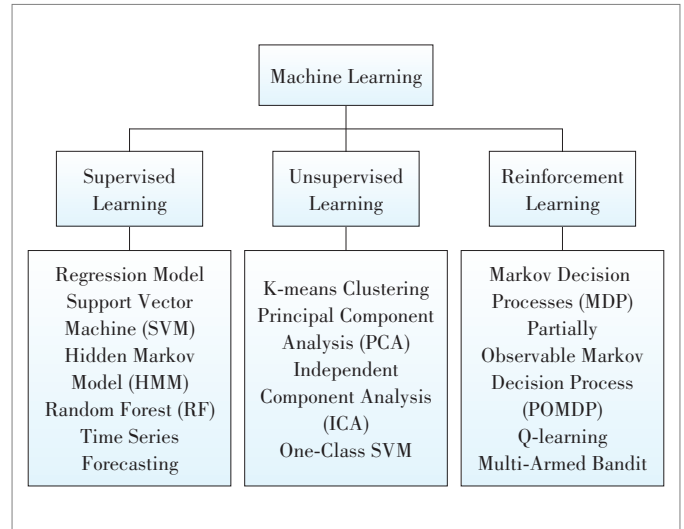 Machine Learning
Supervised
Learning
Unsupervised
Learning
Reinforcement
Learning
Regression Model
Support Vector
Machine (SVM)
Hidden Markov
Model (HMM)
Random Forest (RF)
Time Series
Forecasting
K-means Clustering
Principal Component
Analysis (PCA)
Independent
Component Analysis
(ICA)
One-Class SVM
Markov Decision
Processes (MDP)
Partially
Observable Markov
Decision Process
(POMDP)
Q-learning
Multi-Armed Bandit